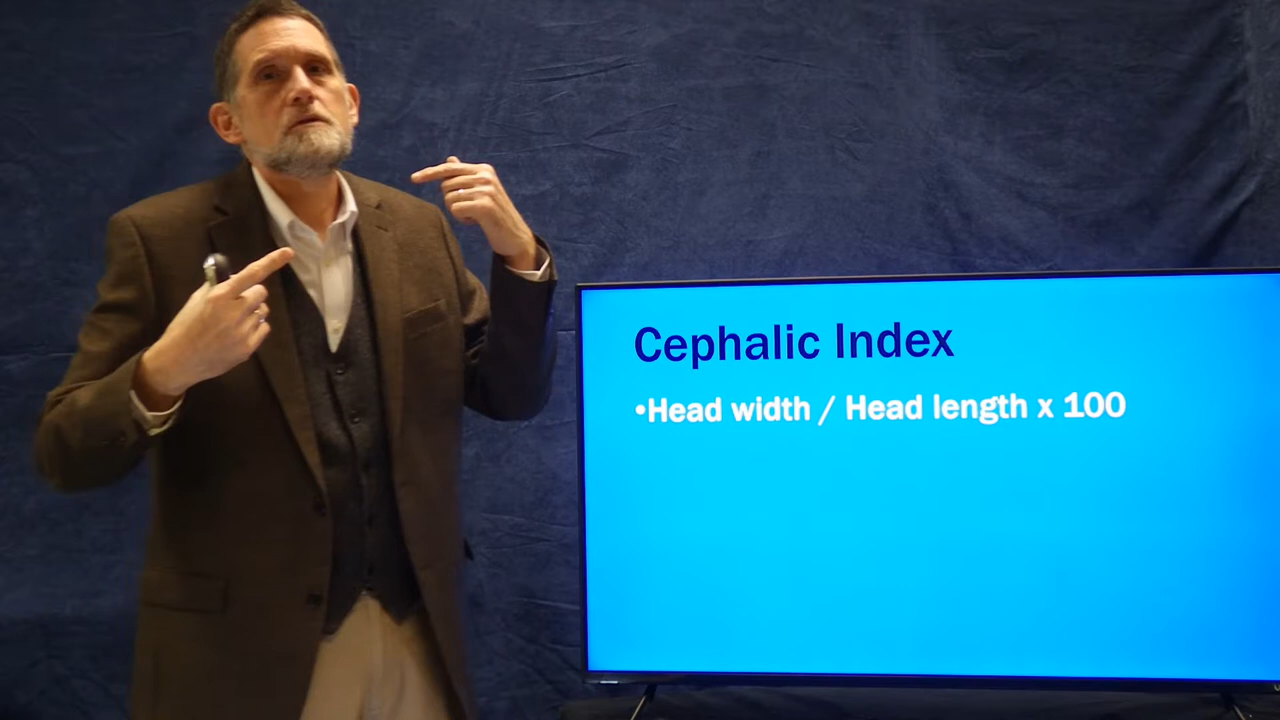 Cephalic Index
•Head width / Head length x 100